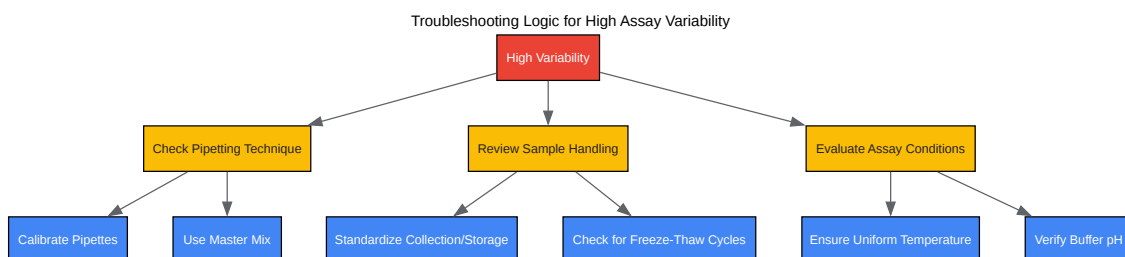 Troubleshooting Logic for High Assay Variability
High Variability
Check Pipetting Technique
Review Sample Handling
Evaluate Assay Conditions
Calibrate Pipettes
Use Master Mix
Standardize Collection/Storage
Check for Freeze-Thaw Cycles
Ensure Uniform Temperature
Verify Buffer pH